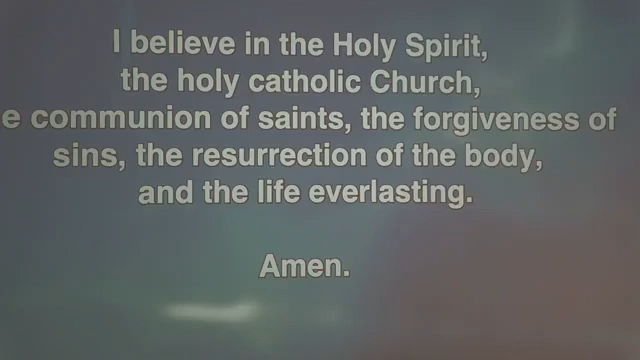 I believe in the Holy Spirit,
the holy catholic Church,
e communion of saints, the forgiveness of
sins, the resurrection of the body,
and the life everlasting.
Amen.